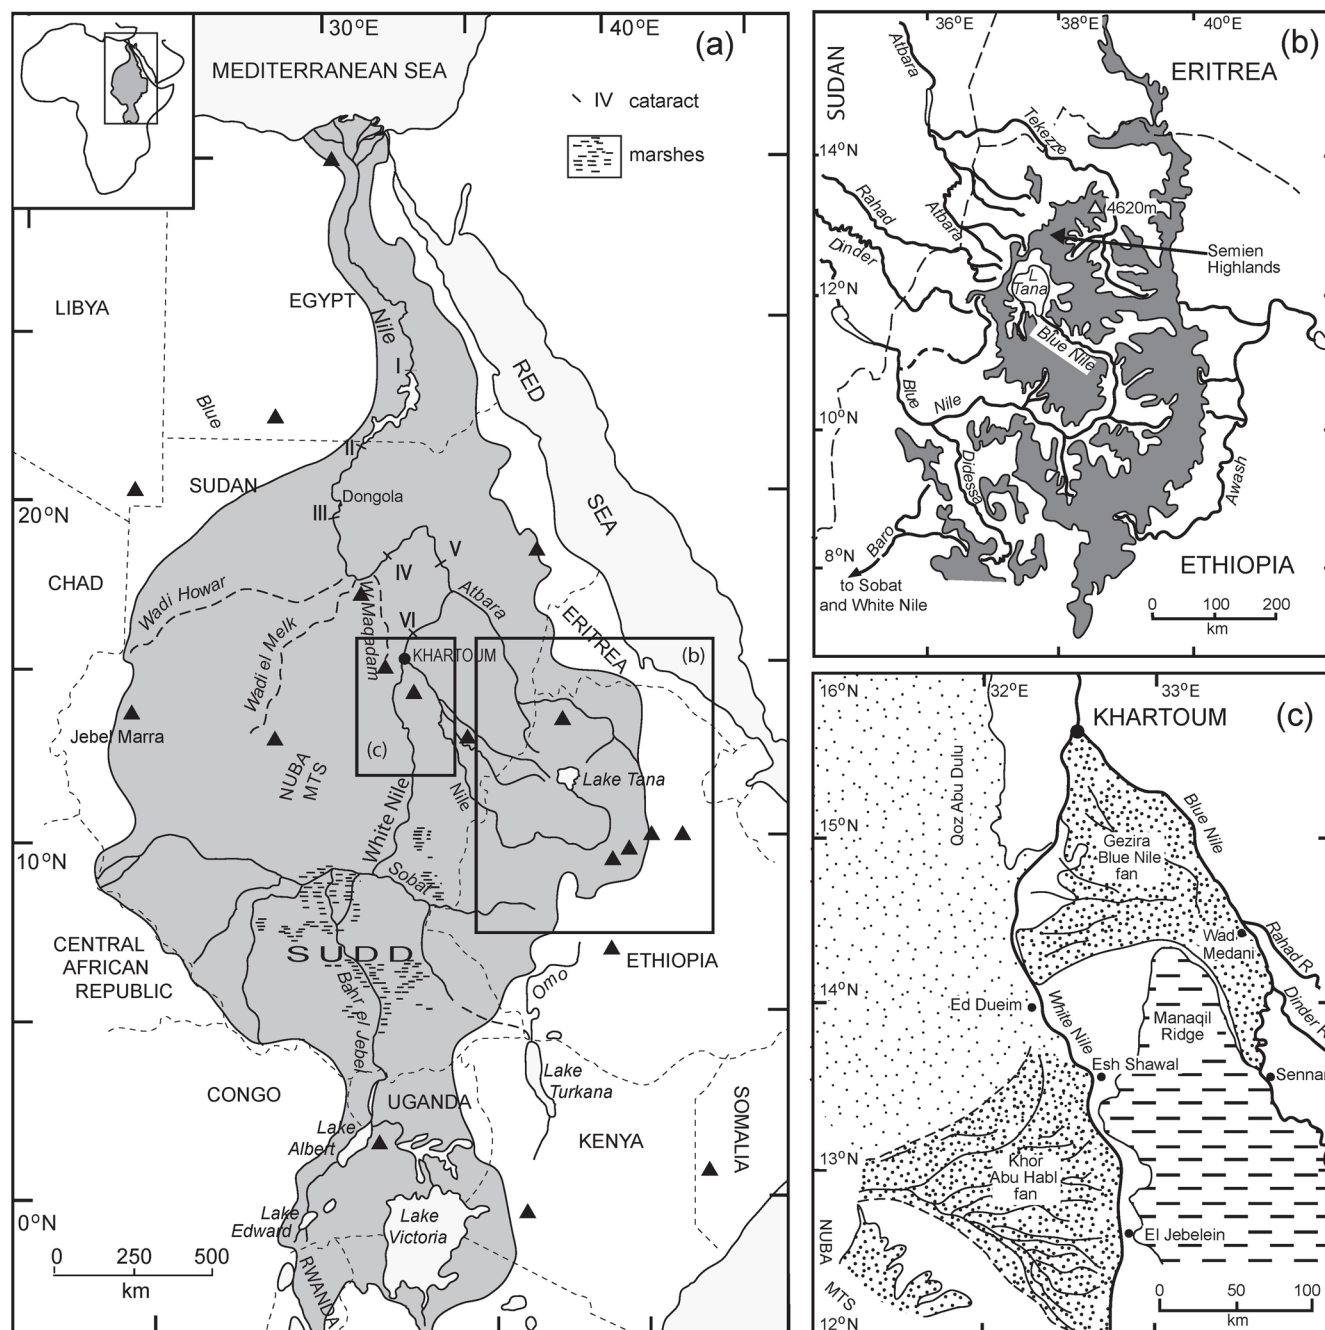 30°E
40°E
(a)
MEDITERRANEAN SEA
IV cataract
marshes
LIBYA
EGYPT
Nile
I
RED
SEA
Blue
II
SUDAN
Dongola
20°N
III
CHAD
IV
V
Wadi Howar
W. Maqadam
Atbara
VI
ERITREA
Wadi el Melk
KHARTOUM
(b)
Jebel Marra
(c)
NUBA
MTS
Lake Tana
White Nile
Nile
10°N
Sobat
CENTRAL
AFRICAN
REPUBLIC
SUDD
Bahr el Jebel
ETHIOPIA
Omo
CONGO
UGANDA
Lake
Turkana
SOMALIA
Lake
Albert
KENYA
Lake
Edward
Lake
Victoria
0°N
0 250 500
km
RWANDA
36°E
38°E
40°E
(b)
SUDAN
Atbara
ERITREA
Tekezze
14°N
Rahad
Atbara
4620m
Dinder
Semien
Highlands
L
Tana
12°N
Blue Nile
Blue
Nile
10°N
Didessa
Awash
Baro
8°N
ETHIOPIA
to Sobat
and White Nile
0 100 200
km
16°N
32°E
33°E
(c)
KHARTOUM
Qoz Abu Dulu
Blue Nile
15°N
Gezira
Blue Nile
fan
Wad
Medani
Rahad R.
14°N
Ed Dueim
White Nile
Manaqil
Ridge
Dinder R
Esh Shawal
Sennar
13°N
Khor
Abu Habl
fan
NUBA
MTS
El Jebelein
0 50 100
km
12°N